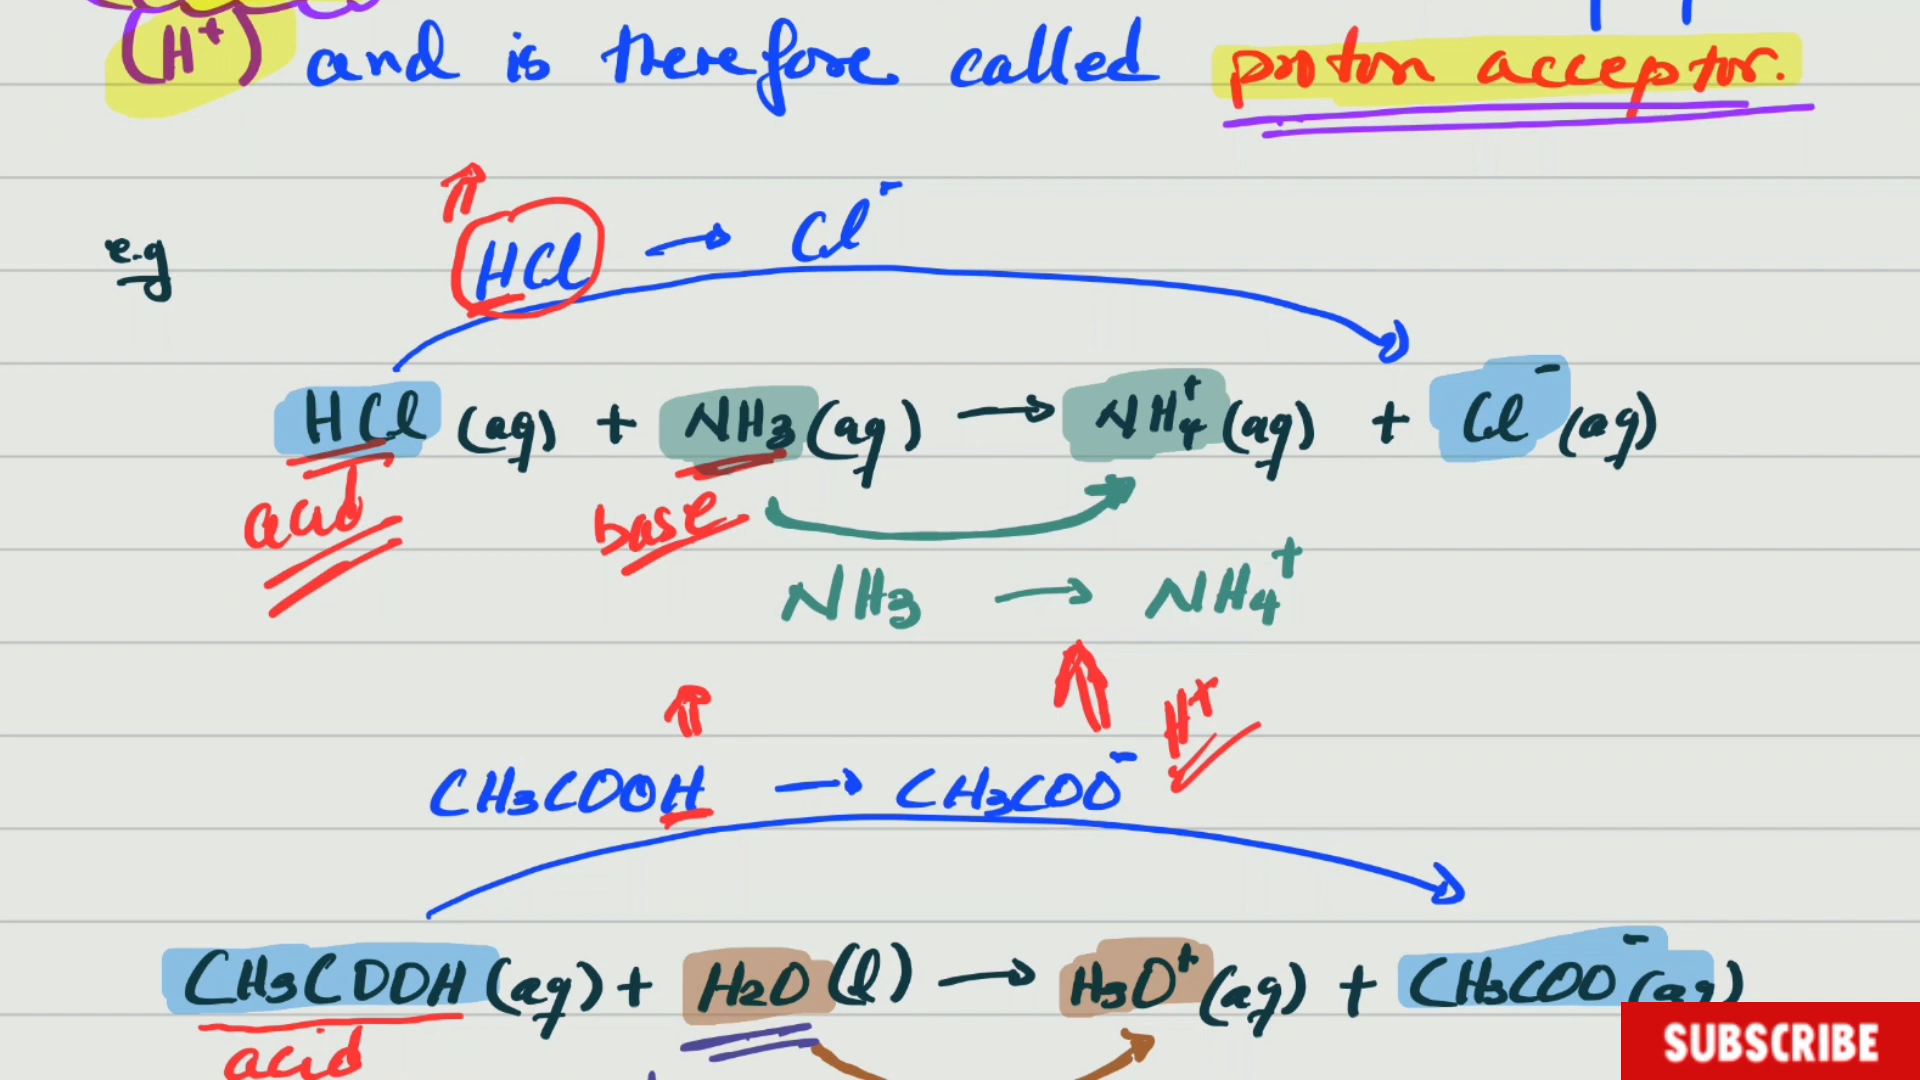 (H⁺) and is therefore called proton acceptor.
e.g HCl → Cl⁻
HCl (aq) + NH₃ (aq) → NH₄⁺ (aq) + Cl⁻ (aq)
acid base
NH₃ → NH₄⁺
H⁺
CH₃COOH → CH₃COO⁻
CH₃COOH (aq) + H₂O (l) → H₃O⁺ (aq) + CH₃COO⁻ (aq)
acid
SUBSCRIBE